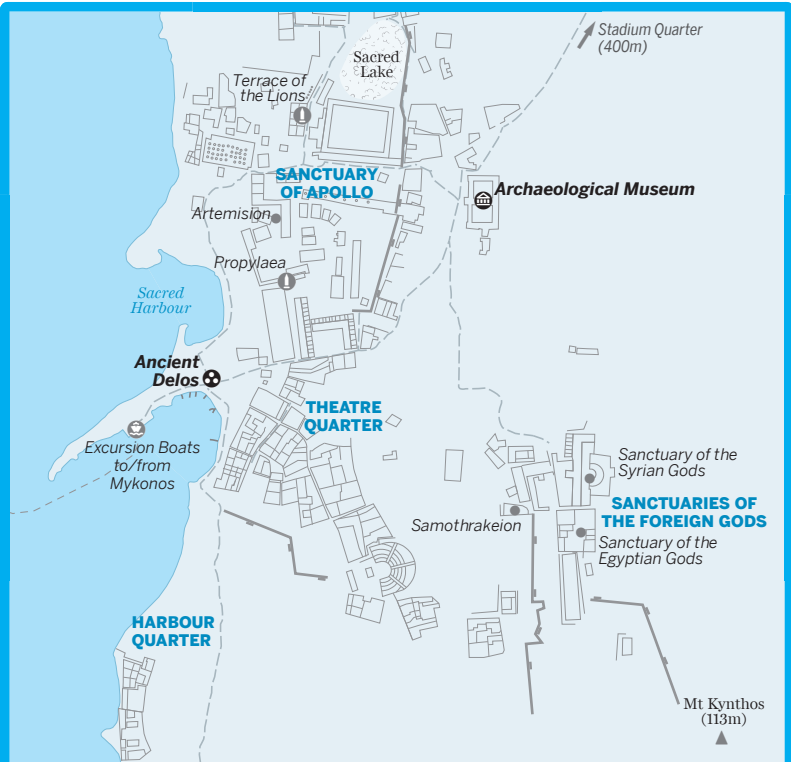 Stadium Quarter
(400m)
Sacred
Lake
Terrace of
the Lions
SANCTUARY
OF APOLLO
Archaeological Museum
Artemision
Propylaea
Sacred
Harbour
Ancient
Delos
THEATRE
QUARTER
Excursion Boats
to/from
Mykonos
Sanctuary of the
Syrian Gods
SANCTUARIES OF
THE FOREIGN GODS
Samothrakeion
Sanctuary of the
Egyptian Gods
HARBOUR
QUARTER
Mt Kynthos
(113m)